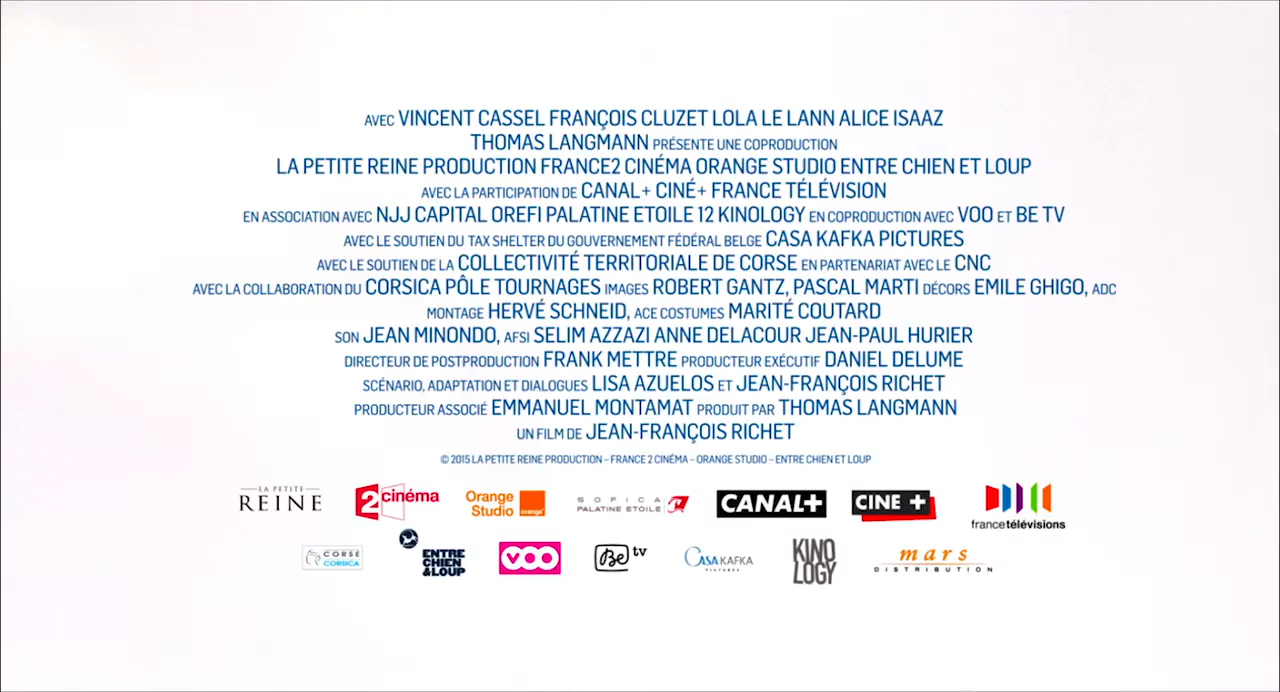 AVEC VINCENT CASSEL FRANÇOIS CLUZET LOLA LE LANN ALICE ISAAZ
THOMAS LANGMANN PRÉSENTE UNE COPRODUCTION
LA PETITE REINE PRODUCTION FRANCE2 CINÉMA ORANGE STUDIO ENTRE CHIEN ET LOUP
AVEC LA PARTICIPATION DE CANAL+ CINÉ+ FRANCE TÉLÉVISION
EN ASSOCIATION AVEC NJJ CAPITAL OREFI PALATINE ETOILE 12 KINOLOGY EN COPRODUCTION AVEC VOO ET BE TV
AVEC LE SOUTIEN DU TAX SHELTER DU GOUVERNEMENT FÉDÉRAL BELGE CASA KAFKA PICTURES
AVEC LE SOUTIEN DE LA COLLECTIVITÉ TERRITORIALE DE CORSE EN PARTENARIAT AVEC LE CNC
AVEC LA COLLABORATION DU CORSICA PÔLE TOURNAGES IMAGES ROBERT GANTZ, PASCAL MARTI DÉCORS EMILE GHIGO, ADC
MONTAGE HERVÉ SCHNEID, ACE COSTUMES MARITÉ COUTARD
SON JEAN MINONDO, AFSI SELIM AZZAZI ANNE DELACOUR JEAN-PAUL HURIER
DIRECTEUR DE POSTPRODUCTION FRANK METTRE PRODUCTEUR EXÉCUTIF DANIEL DELUME
SCÉNARIO, ADAPTATION ET DIALOGUES LISA AZUELOS ET JEAN-FRANÇOIS RICHET
PRODUCTEUR ASSOCIÉ EMMANUEL MONTAMAT PRODUIT PAR THOMAS LANGMANN
UN FILM DE JEAN-FRANÇOIS RICHET
© 2015 LA PETITE REINE PRODUCTION – FRANCE 2 CINÉMA – ORANGE STUDIO – ENTRE CHIEN ET LOUP
LA PETITE
REINE
2 cinéma
Orange
Studio
orange
SOFICA
PALATINE ETOILE
CANAL+
CINE +
francetélévisions
CORSE
CORSICA
ENTRE
CHIEN
&LOUP
VOO
Be tv
CASA KAFKA
PICTURES
KINO
LOGY
mars
DISTRIBUTION